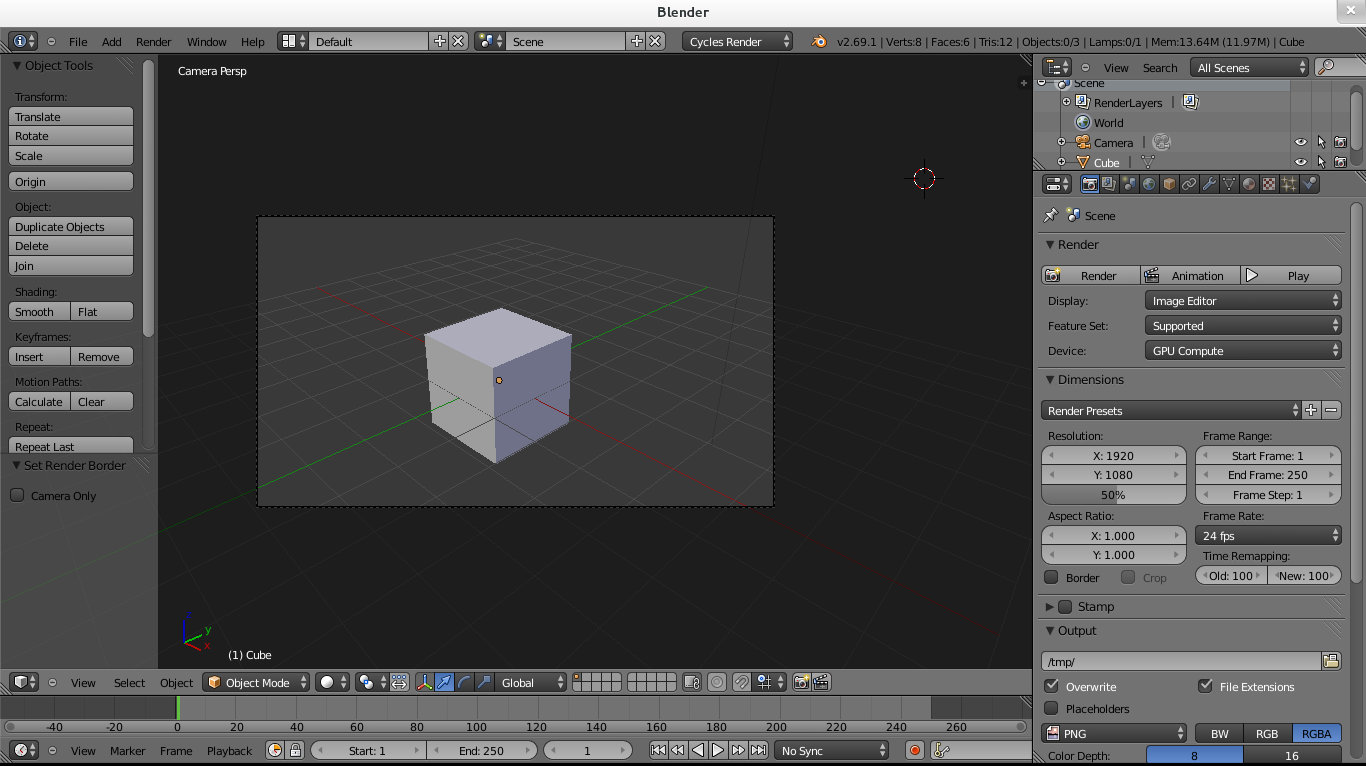 Blender
File Add Render Window Help Default Scene Cycles Render v2.69.1 | Verts:8 | Faces:6 | Tris:12 | Objects:0/3 | Lamps:0/1 | Mem:13.64M (11.97M) | Cube
Object Tools
Transform:
Translate
Rotate
Scale
Origin
Object:
Duplicate Objects
Delete
Join
Shading:
Smooth Flat
Keyframes:
Insert Remove
Motion Paths:
Calculate Clear
Repeat:
Repeat Last
Set Render Border
Camera Only
Camera Persp
y
x
(1) Cube
View Select Object Object Mode Global
-40 -20 0 20 40 60 80 100 120 140 160 180 200 220 240 260
View Marker Frame Playback Start: 1 End: 250 1 No Sync
View Search All Scenes
Scene
RenderLayers |
World
Camera |
Cube |
Scene
Render
Render Animation Play
Display: Image Editor
Feature Set: Supported
Device: GPU Compute
Dimensions
Render Presets
Resolution: Frame Range:
X: 1920 Start Frame: 1
Y: 1080 End Frame: 250
50% Frame Step: 1
Aspect Ratio: Frame Rate:
X: 1.000 24 fps
Y: 1.000 Time Remapping:
Border Crop Old: 100 New: 100
Stamp
Output
/tmp/
Overwrite File Extensions
Placeholders
PNG BW RGB RGBA
Color Depth: 8 16